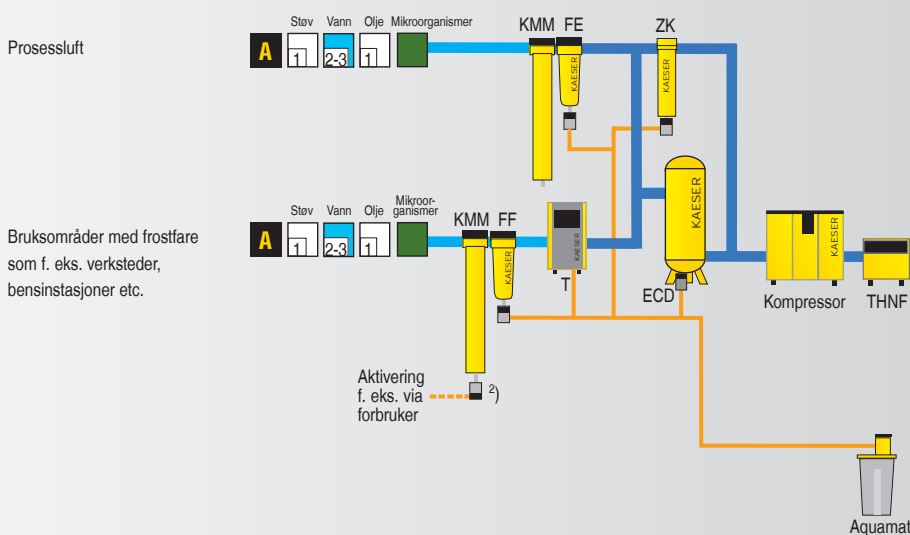 Prosessluft
A
Støv Vann Olje Mikroorganismer
1 2-3 1
KMM FE ZK
KAESER
KAESER
Bruksområder med frostfare
som f. eks. verksteder,
bensinstasjoner etc.
A
Støv Vann Olje Mikroor-
ganismer
1 2-3 1
KMM FF
KAESER
KAESER
T
KAESER
ECD
KAESER
Kompressor THNF
Aktivering
f. eks. via
forbruker
2)
Aquamat